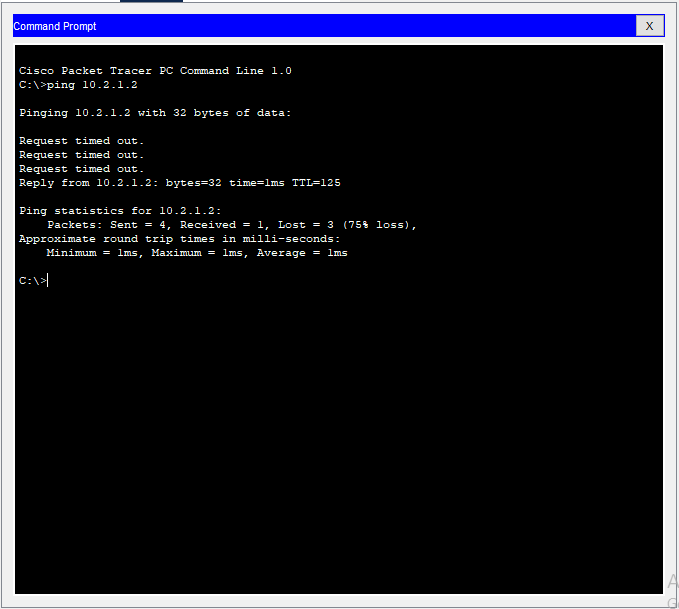 Command Prompt
X
Cisco Packet Tracer PC Command Line 1.0
C:\>ping 10.2.1.2
Pinging 10.2.1.2 with 32 bytes of data:
Request timed out.
Request timed out.
Request timed out.
Reply from 10.2.1.2: bytes=32 time=1ms TTL=125
Ping statistics for 10.2.1.2:
Packets: Sent = 4, Received = 1, Lost = 3 (75% loss),
Approximate round trip times in milli-seconds:
Minimum = 1ms, Maximum = 1ms, Average = 1ms
C:\>